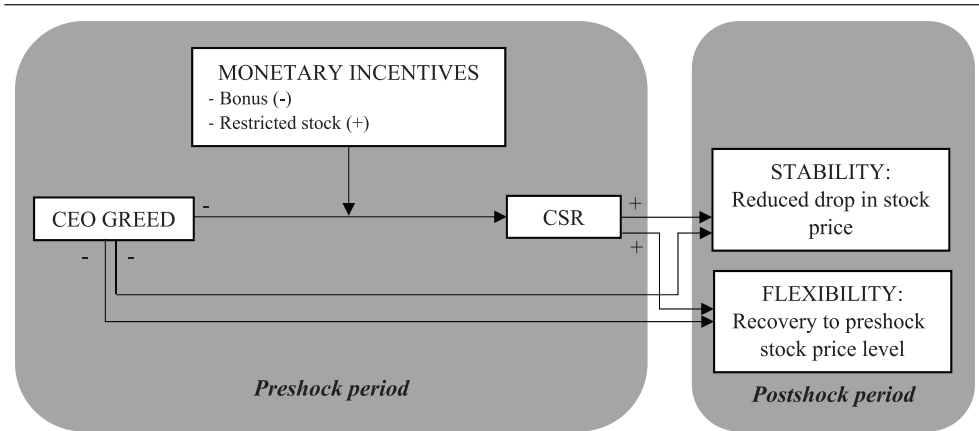 MONETARY INCENTIVES
- Bonus (-)
- Restricted stock (+)
CEO GREED
-
CSR
+
+
- -
STABILITY:
Reduced drop in stock
price
FLEXIBILITY:
Recovery to preshock
stock price level
Preshock period
Postshock period